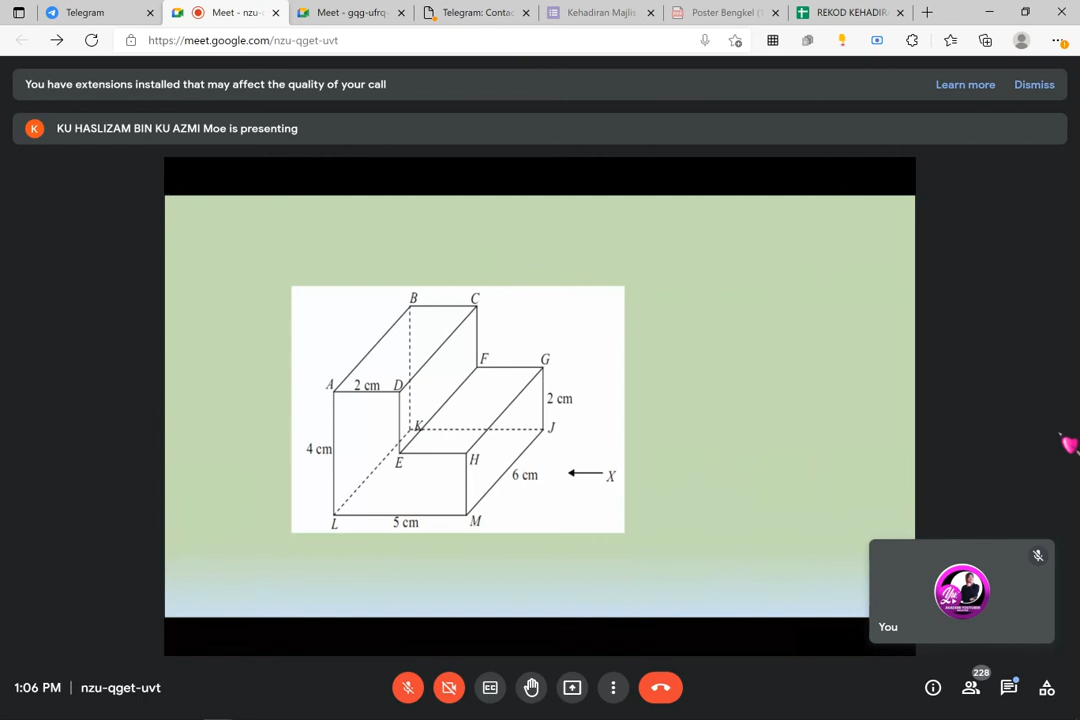 Telegram
Meet - nzu-
Meet - gqg-ufrq-
Telegram: Contac
Kehadiran Majlis
Poster Bengkel (1
REKOD KEHADIRA
https://meet.google.com/nzu-qget-uvt
You have extensions installed that may affect the quality of your call
Learn more
Dismiss
K
KU HASLIZAM BIN KU AZMI Moe is presenting
B C
F G
A 2 cm D
2 cm
K J
4 cm
E H
6 cm X
L 5 cm M
You
1:06 PM | nzu-qget-uvt
228